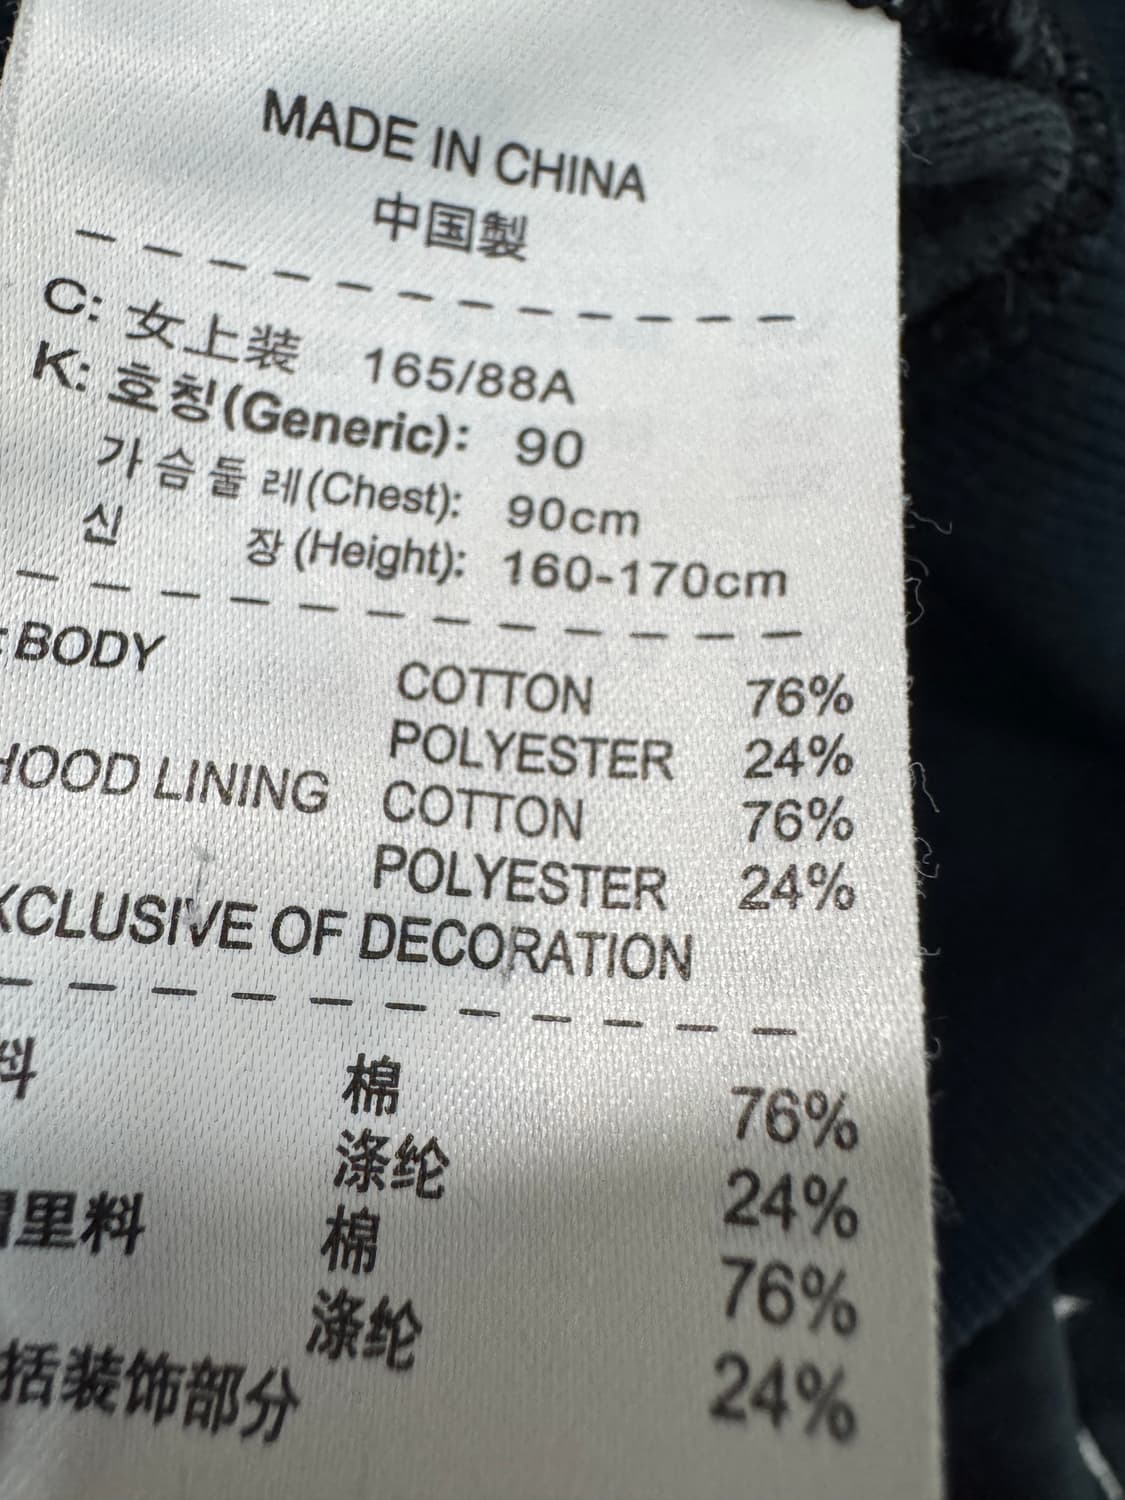 MADE IN CHINA
中国製
C: 女上装 165/88A
K: 호칭(Generic): 90
가슴둘레(Chest): 90cm
신 장 (Height): 160-170cm
: BODY COTTON 76%
POLYESTER 24%
HOOD LINING COTTON 76%
POLYESTER 24%
XCLUSIVE OF DECORATION
料 棉 76%
涤纶 24%
帽里料 棉 76%
涤纶 24%
括装饰部分